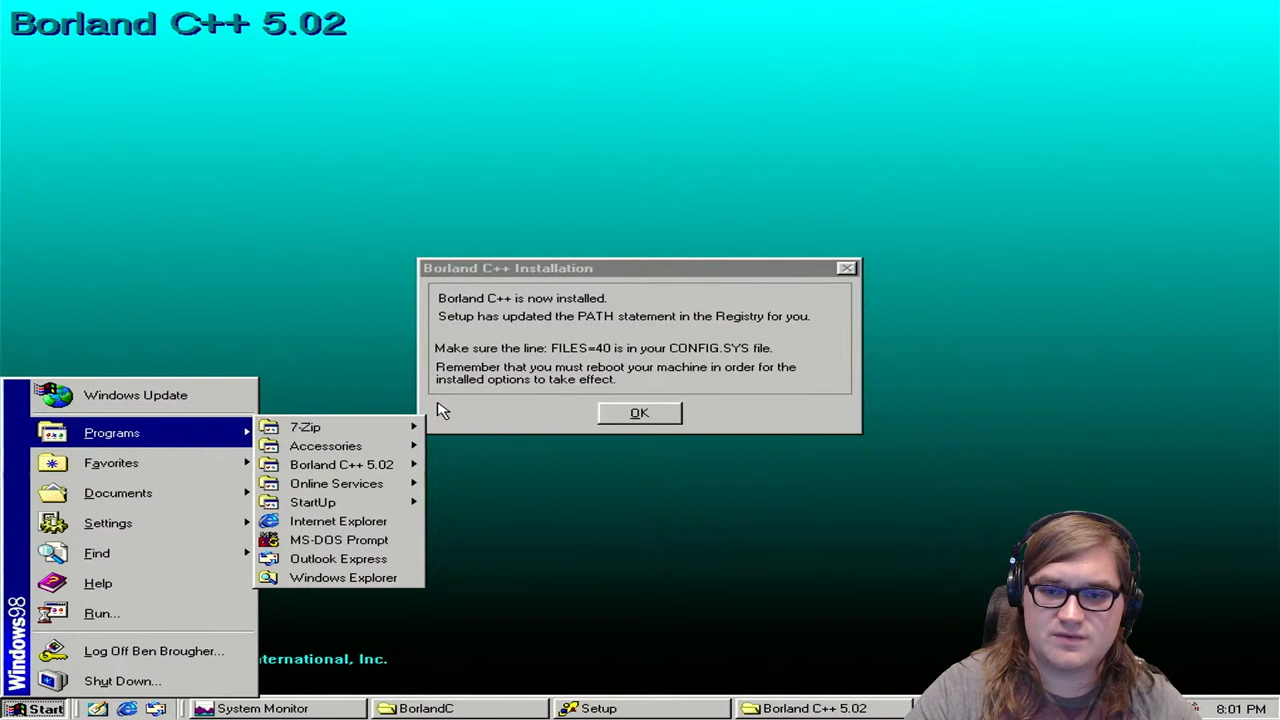 Borland C++ 5.02
Borland C++ Installation
Borland C++ is now installed.
Setup has updated the PATH statement in the Registry for you.
Make sure the line: FILES=40 is in your CONFIG.SYS file.
Remember that you must reboot your machine in order for the
installed options to take effect.
OK
Windows Update
Programs
Favorites
Documents
Settings
Find
Help
Run...
Log Off Ben Brougher...
Shut Down...
Windows98
7-Zip
Accessories
Borland C++ 5.02
Online Services
StartUp
Internet Explorer
MS-DOS Prompt
Outlook Express
Windows Explorer
ternational, Inc.
Start
System Monitor
BorlandC
Setup
Borland C++ 5.02
8:01 PM